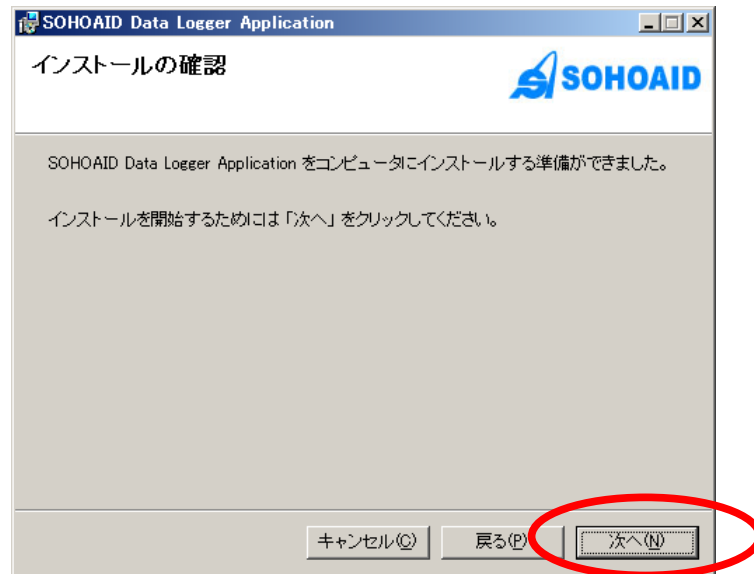 SOHOAID Data Logger Application
インストールの確認
SOHOAID
SOHOAID Data Logger Application をコンピュータにインストールする準備ができました。
インストールを開始するためには「次へ」をクリックしてください。
キャンセル(C) 戻る(P) 次へ(N)